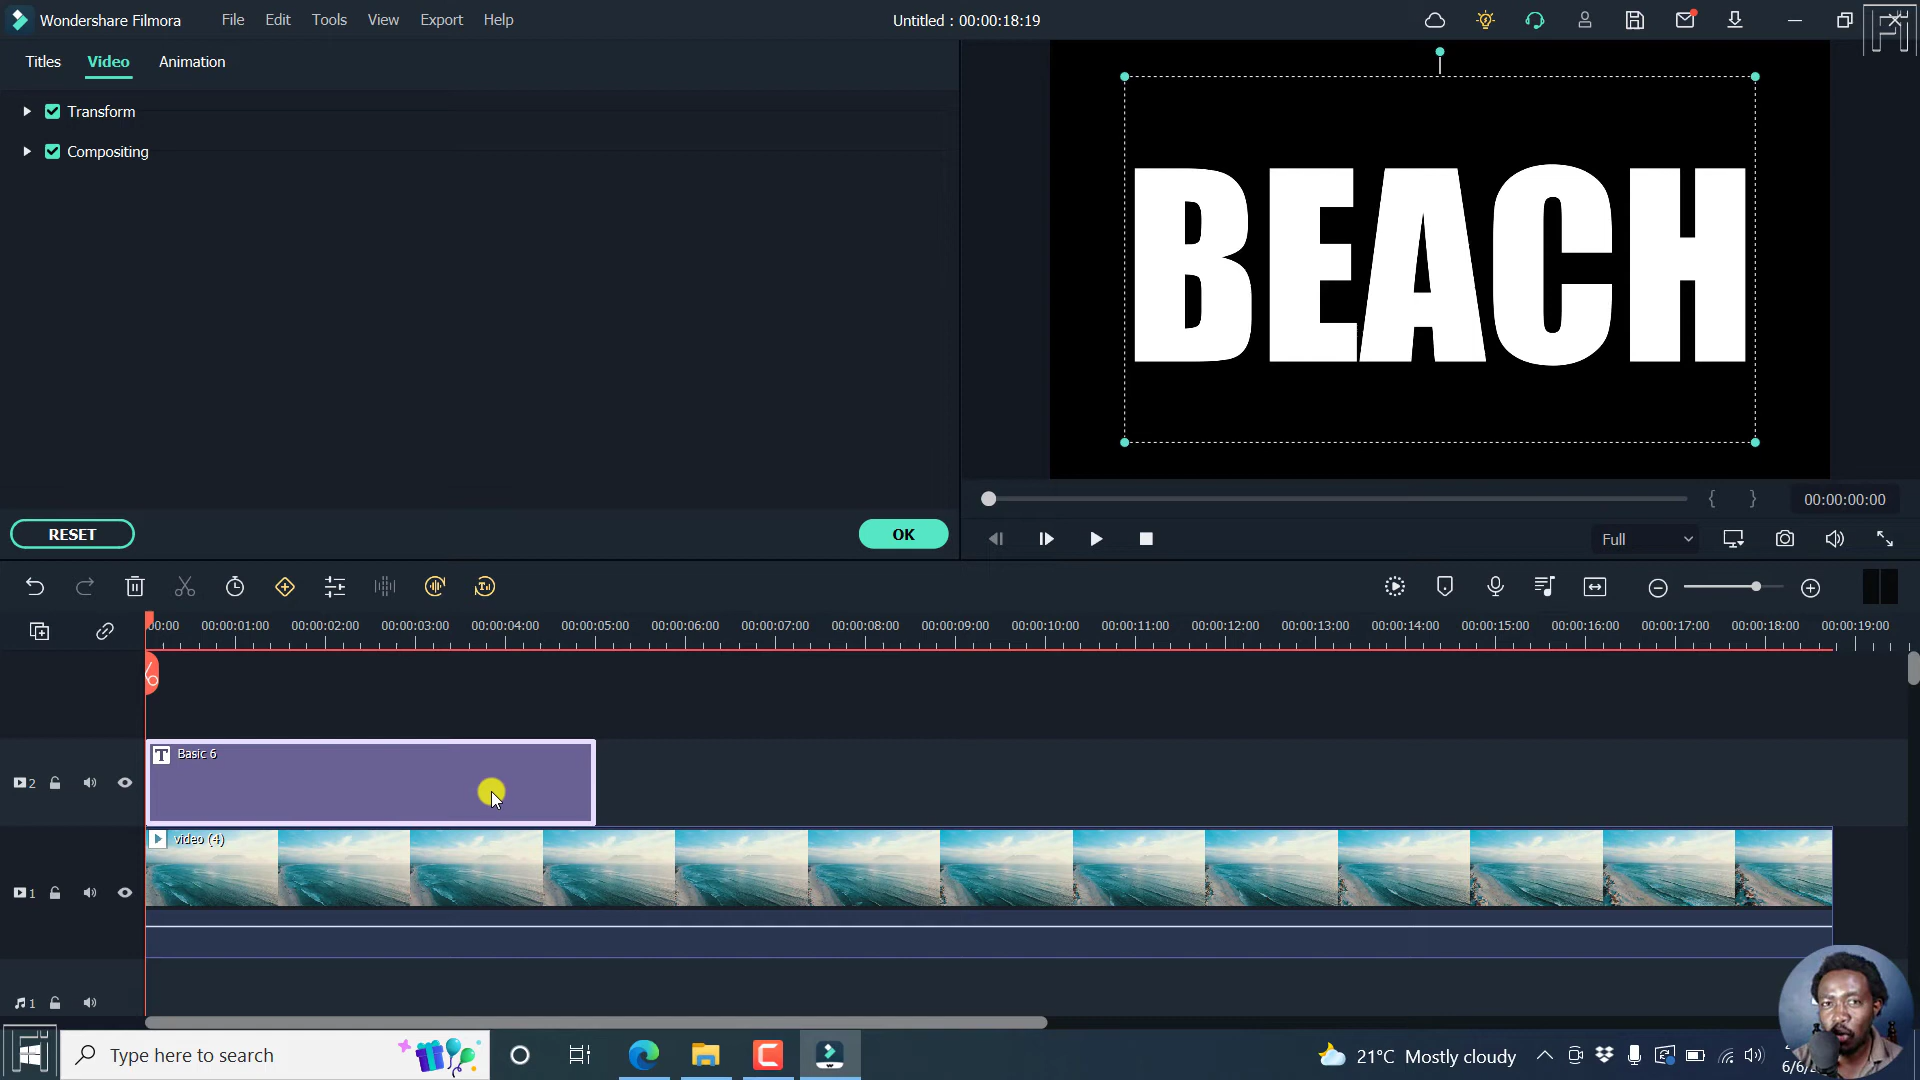 Wondershare Filmora File Edit Tools View Export Help Untitled : 00:00:18:19
Titles Video Animation
Transform
Compositing
BEACH
RESET OK
00:00:00:00
Full
00:00 00:00:01:00 00:00:02:00 00:00:03:00 00:00:04:00 00:00:05:00 00:00:06:00 00:00:07:00 00:00:08:00 00:00:09:00 00:00:10:00 00:00:11:00 00:00:12:00 00:00:13:00 00:00:14:00 00:00:15:00 00:00:16:00 00:00:17:00 00:00:18:00 00:00:19:00
T Basic 6
2
video (4)
1
1
Type here to search
21°C Mostly cloudy